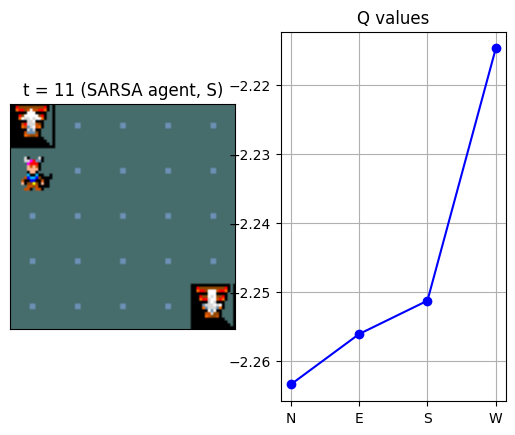 t = 11 (SARSA agent, S)
Q values
−2.22
−2.23
−2.24
−2.25
−2.26
N E S W